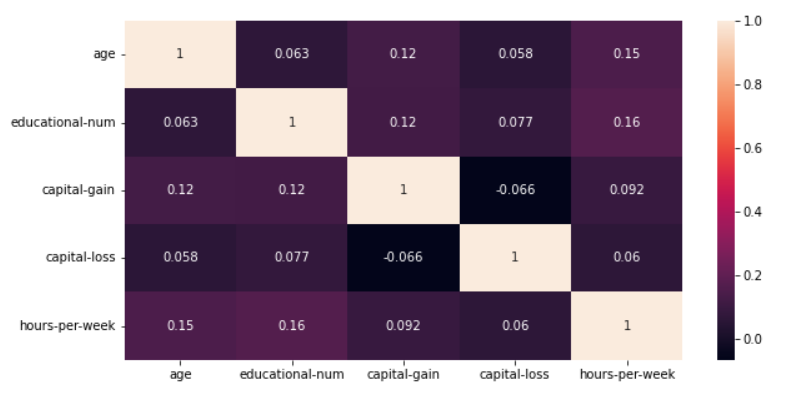 age 1 0.063 0.12 0.058 0.15
educational-num 0.063 1 0.12 0.077 0.16
capital-gain 0.12 0.12 1 -0.066 0.092
capital-loss 0.058 0.077 -0.066 1 0.06
hours-per-week 0.15 0.16 0.092 0.06 1
age educational-num capital-gain capital-loss hours-per-week
1.0
0.8
0.6
0.4
0.2
0.0